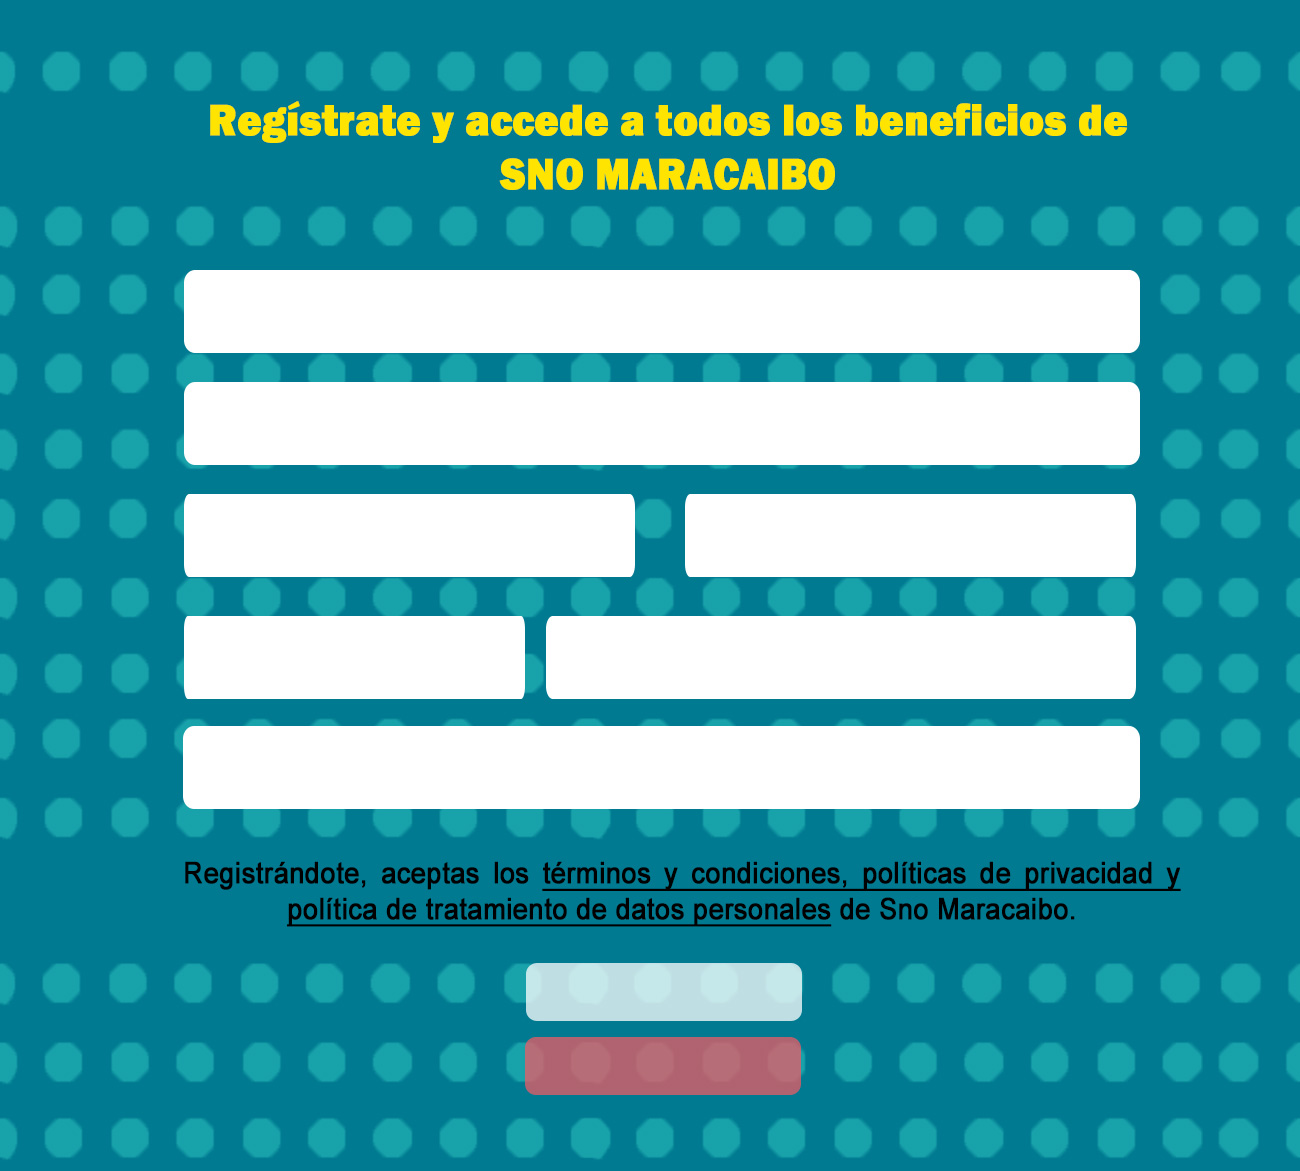 Regístrate y accede a todos los beneficios de
SNO MARACAIBO
Registrándote, aceptas los términos y condiciones, políticas de privacidad y
política de tratamiento de datos personales de Sno Maracaibo.